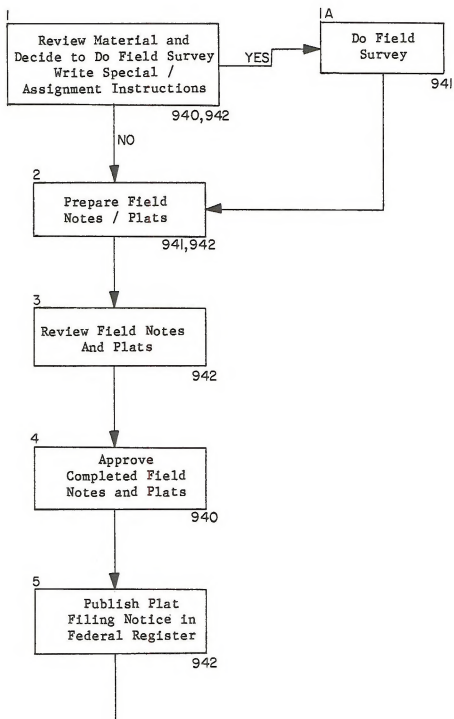 1
Review Material and
Decide to Do Field Survey
Write Special /
Assignment Instructions
940,942
YES
1A
Do Field
Survey
941
NO
2
Prepare Field
Notes / Plats
941,942
3
Review Field Notes
And Plats
942
4
Approve
Completed Field
Notes and Plats
940
5
Publish Plat
Filing Notice in
Federal Register
942